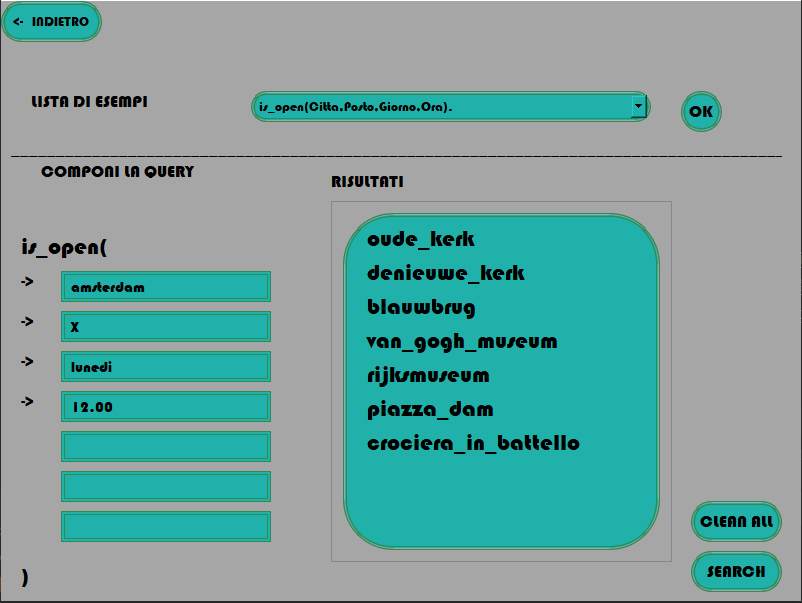 <- INDIETRO
LISTA DI ESEMPI
is_open(Citta,Posto,Giorno,Ora).
OK
COMPONI LA QUERY
RISULTATI
is_open(
-> amsterdam
-> X
-> lunedi
-> 12.00
)
oude_kerk
denieuwe_kerk
blauwbrug
van_gogh_museum
rijksmuseum
piazza_dam
crociera_in_battello
CLEAN ALL
SEARCH